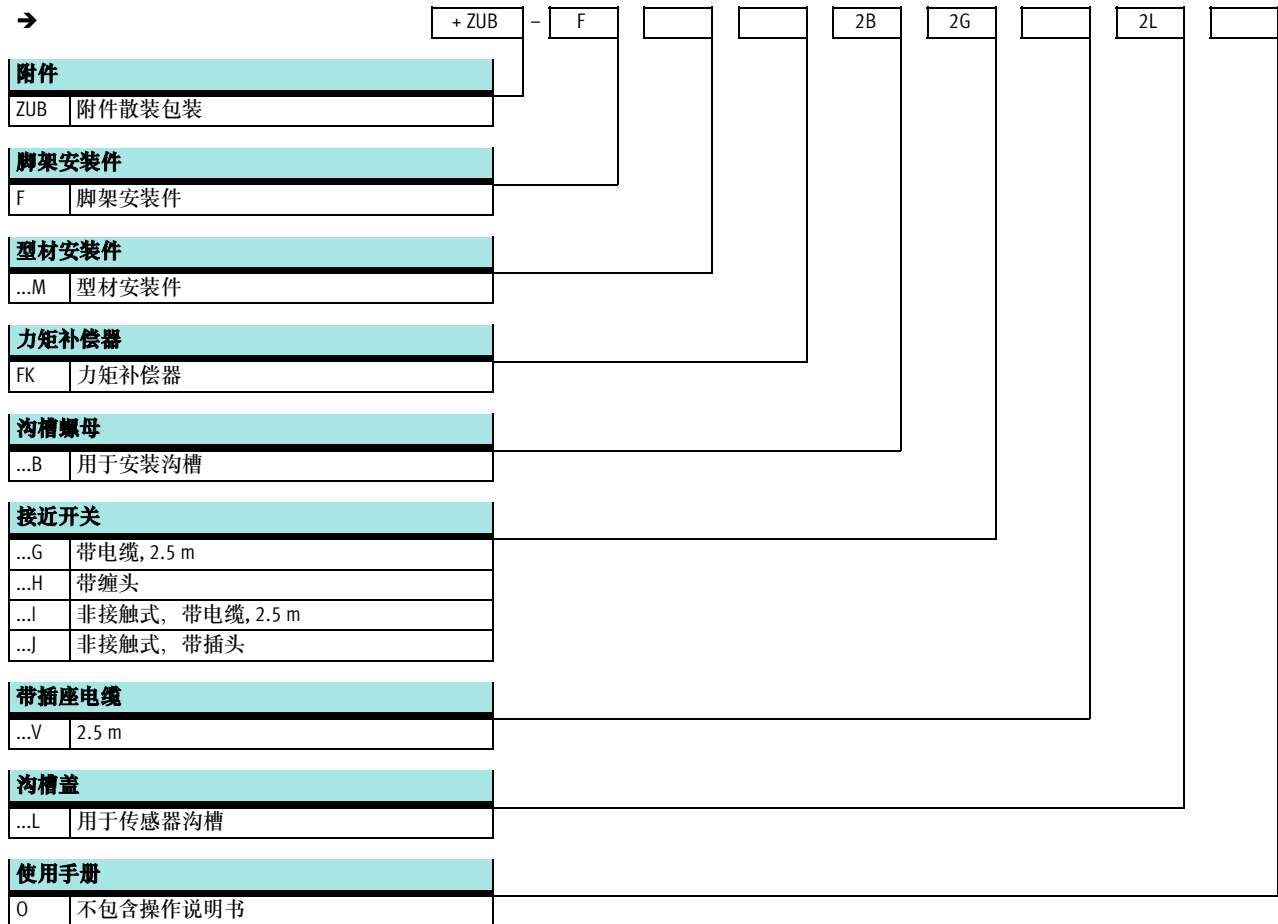 ➔ + ZUB – F 2B 2G 2L
附件
ZUB 附件散装包装
脚架安装件
F 脚架安装件
型材安装件
...M 型材安装件
力矩补偿器
FK 力矩补偿器
沟槽螺母
...B 用于安装沟槽
接近开关
...G 带电缆, 2.5 m
...H 带缠头
...I 非接触式，带电缆, 2.5 m
...J 非接触式，带插头
带插座电缆
...V 2.5 m
沟槽盖
...L 用于传感器沟槽
使用手册
O 不包含操作说明书